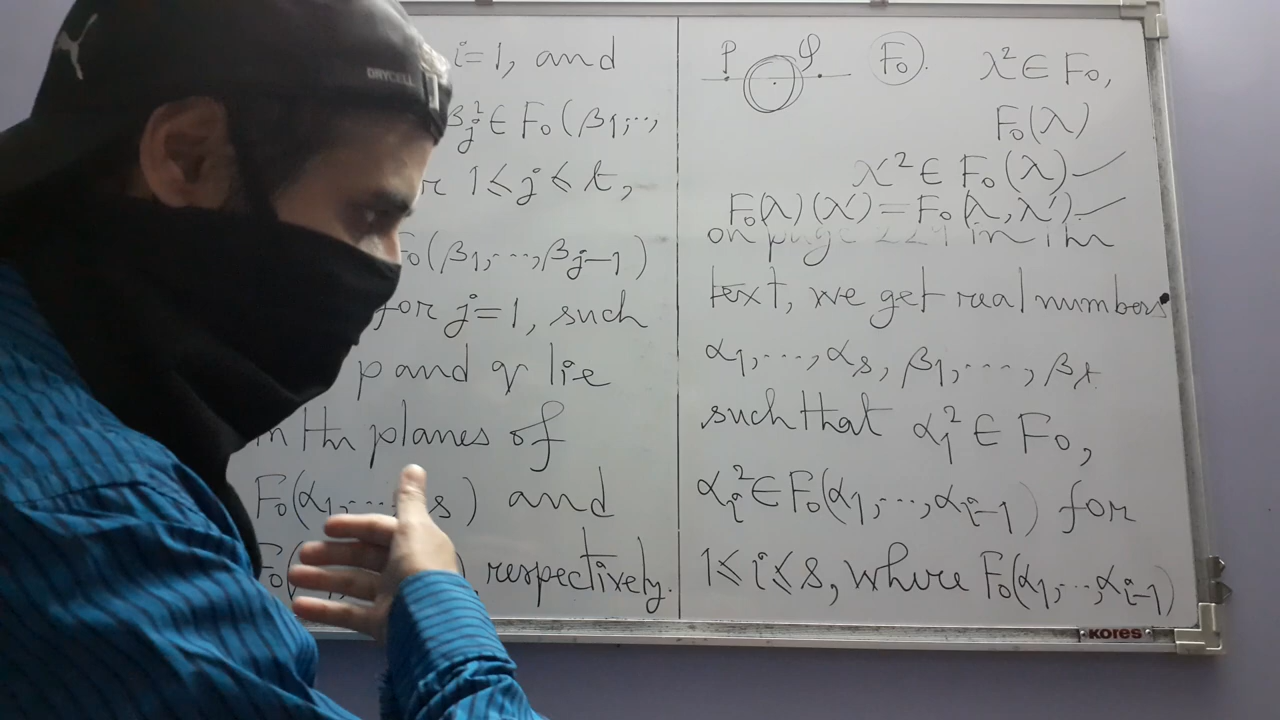 DRYCELL
i=1, and
βj² ∈ F₀(β₁,..,
1 ≤ j ≤ t,
F₀(β₁,...,βj−1)
for j=1, such
p and q lie
in the planes of
F₀(α₁,... s) and
respectively.
P φ F₀. λ² ∈ F₀,
F₀(λ)
λ'² ∈ F₀(λ) ✓
F₀(λ)(λ') = F₀(λ,λ') ✓
on page 229 in the
text, we get real numbers
α₁,...,αs, β₁,...,βt
such that α₁² ∈ F₀,
αi² ∈ F₀(α₁,...,αi−1) for
1 ≤ i ≤ s, where F₀(α₁,...,αi−1)
kores